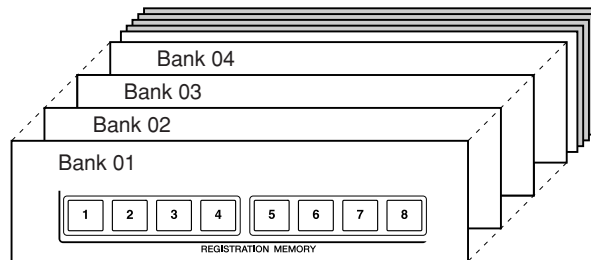 Bank 04
Bank 03
Bank 02
Bank 01
1 2 3 4 5 6 7 8
REGISTRATION MEMORY